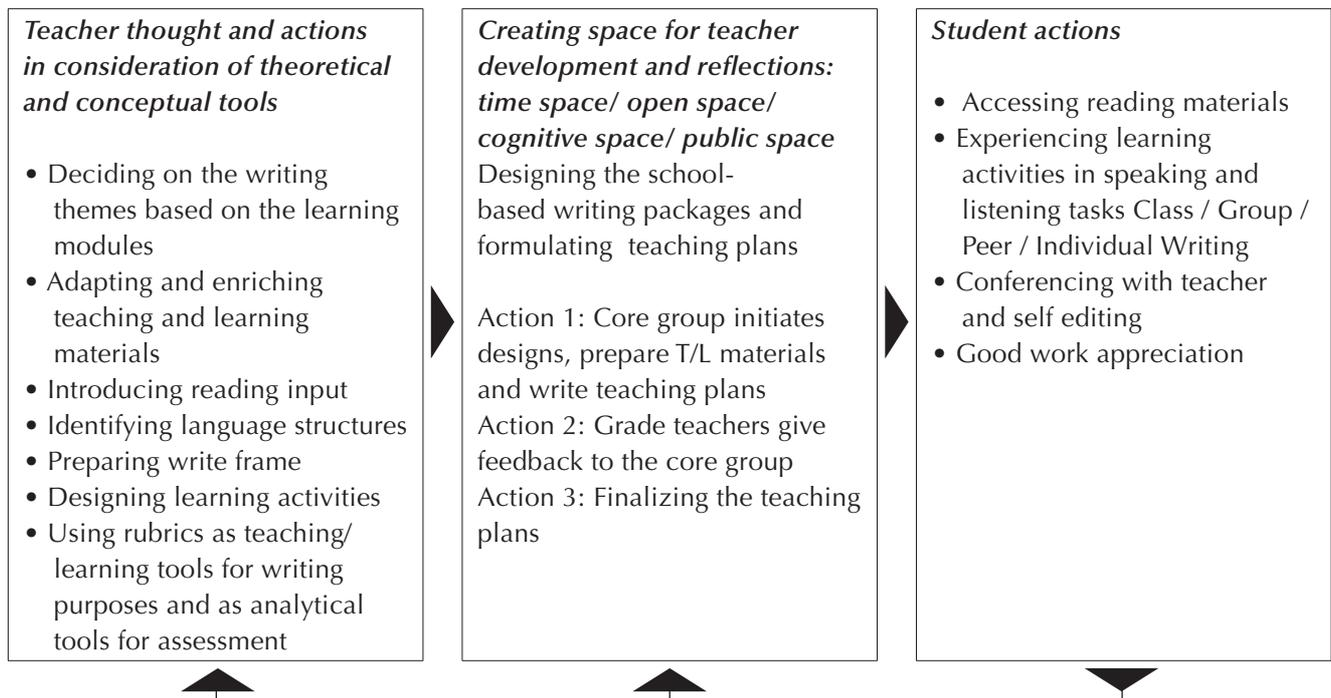 Teacher thought and actions
in consideration of theoretical
and conceptual tools
• Deciding on the writing
themes based on the learning
modules
• Adapting and enriching
teaching and learning
materials
• Introducing reading input
• Identifying language structures
• Preparing write frame
• Designing learning activities
• Using rubrics as teaching/
learning tools for writing
purposes and as analytical
tools for assessment
Creating space for teacher
development and reflections:
time space/ open space/
cognitive space/ public space
Designing the school-
based writing packages and
formulating teaching plans
Action 1: Core group initiates
designs, prepare T/L materials
and write teaching plans
Action 2: Grade teachers give
feedback to the core group
Action 3: Finalizing the teaching
plans
Student actions
• Accessing reading materials
• Experiencing learning
activities in speaking and
listening tasks Class / Group /
Peer / Individual Writing
• Conferencing with teacher
and self editing
• Good work appreciation